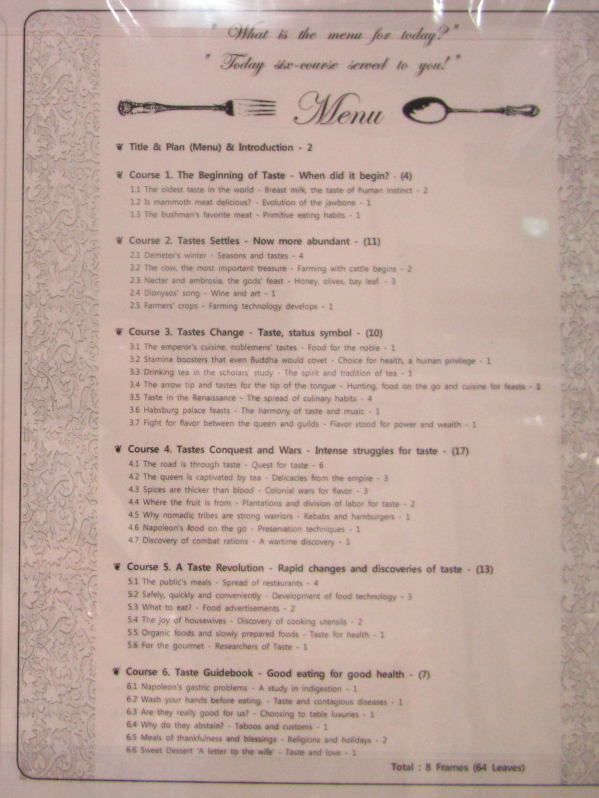 " What is the menu for today? "
" Today six-course served to you! "
Menu
Title & Plan (Menu) & Introduction - 2
Course 1. The Beginning of Taste - When did it begin? - (4)
1.1 The oldest taste in the world - Breast milk, the taste of human instinct - 2
1.2 Is mammoth meat delicious? - Evolution of the jawbone - 1
1.3 The bushman's favorite meat - Primitive eating habits - 1
Course 2. Tastes Settles - Now more abundant - (11)
2.1 Demeter's winter - Seasons and tastes - 4
2.2 The cow, the most important treasure - Farming with cattle begins - 2
2.3 Necter and ambrosia, the gods' feast - Honey, olives, bay leaf. - 3
2.4 Dionysos' song - Wine and art - 1
2.5 Farmers' crops - Farming technology develops - 1
Course 3. Tastes Change - Taste, status symbol - (10)
3.1 The emperor's cuisine, noblemens' tastes - Food for the noble - 1
3.2 Stamina boosters that even Buddha would covet - Choice for health, a human privilege - 1
3.3 Drinking tea in the scholars' study - The spirit and tradition of tea - 1
3.4 The arrow tip and tastes for the tip of the tongue - Hunting, food on the go and cuisine for feasts - 1
3.5 Taste in the Renaissance - The spread of culinary habits - 4
3.6 Habsburg palace feasts - The harmony of taste and music - 1
3.7 Fight for flavor between the queen and guilds - Flavor stood for power and wealth - 1
Course 4. Tastes Conquest and Wars - Intense struggles for taste - (17)
4.1 The road is through taste - Quest for taste - 6
4.2 The queen is captivated by tea - Delicacies from the empire - 3
4.3 Spices are thicker than blood - Colonial wars for flavor - 3
4.4 Where the fruit is from - Plantations and division of labor for taste - 2
4.5 Why nomadic tribes are strong warriors - Kebabs and hamburgers - 1
4.6 Napoleon's food on the go - Preservation techniques - 1
4.7 Discovery of combat rations - A wartime discovery - 1
Course 5. A Taste Revolution - Rapid changes and discoveries of taste - (13)
5.1 The public's meals - Spread of restaurants - 4
5.2 Safely, quickly and conveniently - Development of food technology - 3
5.3 What to eat? - Food advertisements - 2
5.4 The joy of housewives - Discovery of cooking utensils - 2
5.5 Organic foods and slowly prepared foods - Taste for health - 1
5.6 For the gourmet - Researchers of Taste - 1
Course 6. Taste Guidebook - Good eating for good health - (7)
6.1 Napoleon's gastric problems - A study in indigestion - 1
6.2 Wash your hands before eating. - Taste and contagious diseases - 1
6.3 Are they really good for us? - Choosing to table luxuries - 1
6.4 Why do they abstain? - Taboos and customs - 1
6.5 Meals of thankfulness and blessings - Religions and holidays - 2
6.6 Sweet Dessert 'A letter to the wife' - Taste and love - 1
Total : 8 Frames (64 Leaves)